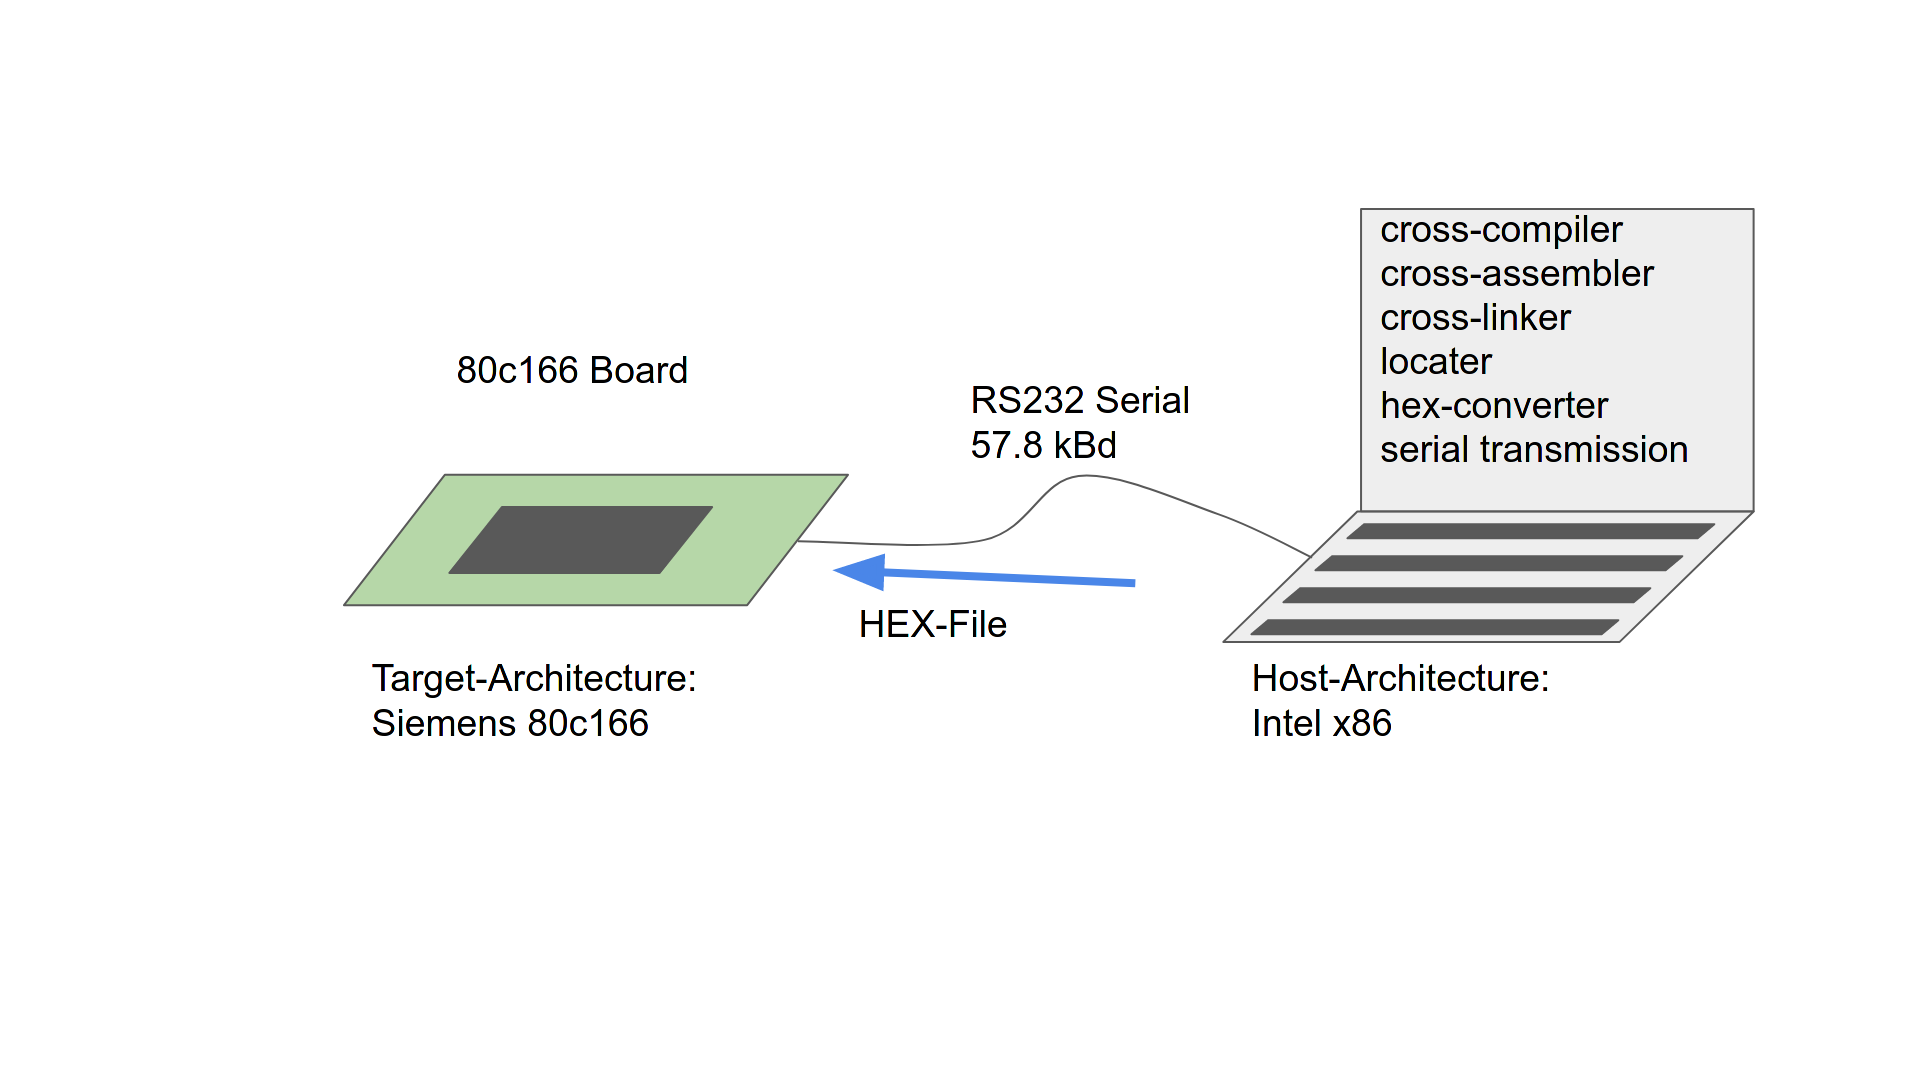 80c166 Board
RS232 Serial
57.8 kBd
cross-compiler
cross-assembler
cross-linker
locater
hex-converter
serial transmission
HEX-File
Target-Architecture:
Siemens 80c166
Host-Architecture:
Intel x86